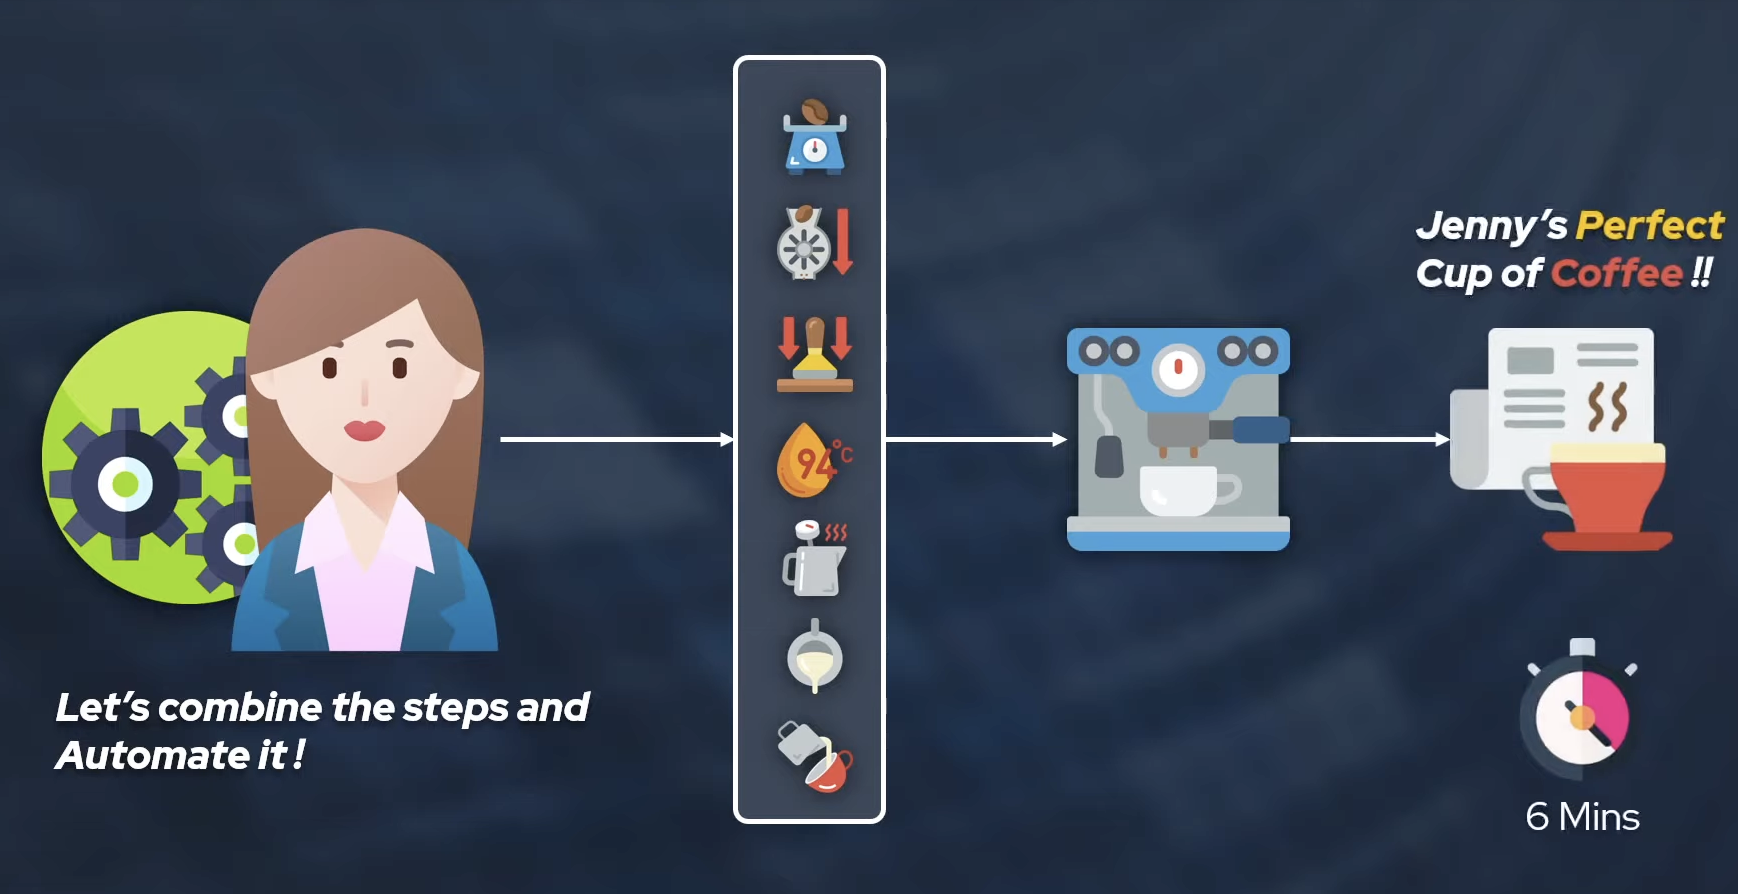 Jenny's Perfect
Cup of Coffee !!
94°C
Let's combine the steps and
Automate it !
6 Mins